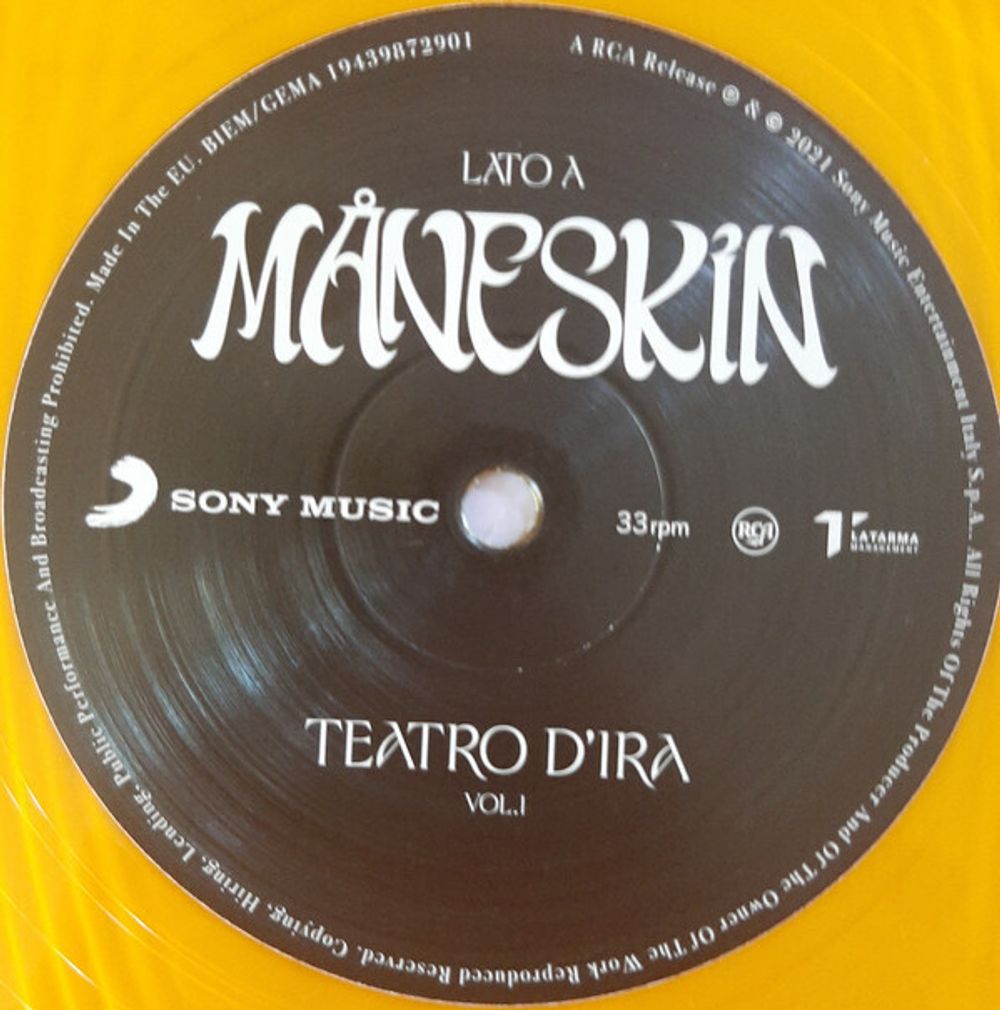 A RCA Release ℗ & © 2021 Sony Music Entertainment Italy S.p.A.. All Rights Of The Producer And Of The Owner Of The Work Reproduced Reserved. Copying, Hiring, Lending, Public Performance And Broadcasting Prohibited. Made In The EU. BIEM/GEMA 19439872901
LATO A
MÅNESKIN
SONY MUSIC
33rpm
RCA
LATARMA
MANAGEMENT
TEATRO D'IRA
VOL.I